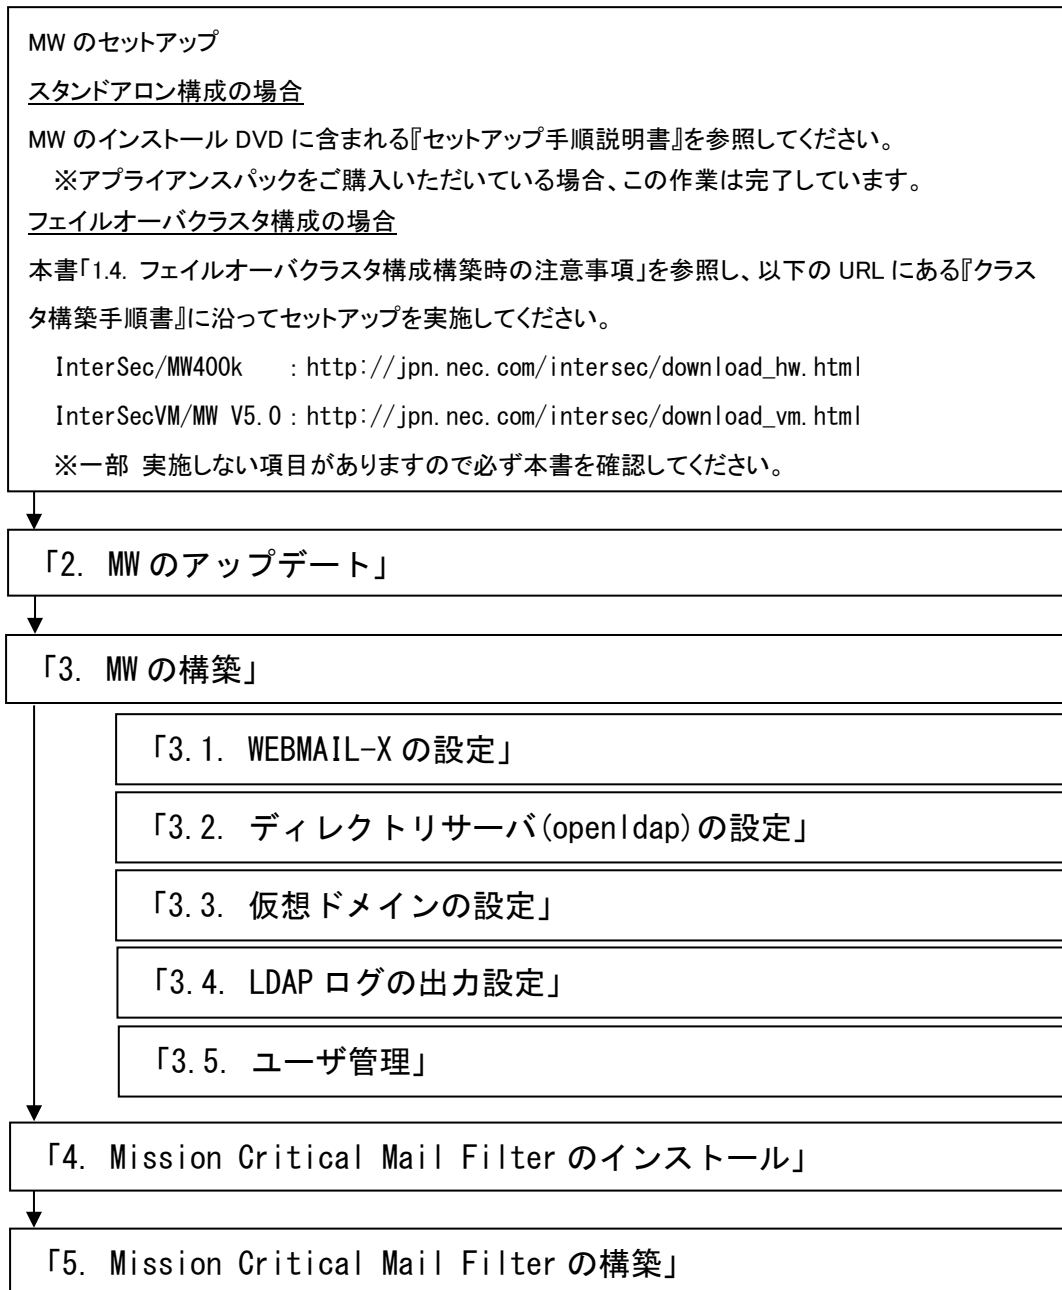 MW のセットアップ
スタンドアロン構成の場合
MW のインストール DVD に含まれる『セットアップ手順説明書』を参照してください。
※アプライアンスパックをご購入いただいている場合、この作業は完了しています。
フェイルオーバクラスタ構成の場合
本書「1.4. フェイルオーバクラスタ構成構築時の注意事項」を参照し、以下の URL にある『クラス
タ構築手順書』に沿ってセットアップを実施してください。
InterSec/MW400k : http://jpn.nec.com/intersec/download_hw.html
InterSecVM/MW V5.0 : http://jpn.nec.com/intersec/download_vm.html
※一部 実施しない項目がありますので必ず本書を確認してください。
「2. MW のアップデート」
「3. MW の構築」
「3.1. WEBMAIL-X の設定」
「3.2. ディレクトリサーバ(openldap)の設定」
「3.3. 仮想ドメインの設定」
「3.4. LDAP ログの出力設定」
「3.5. ユーザ管理」
「4. Mission Critical Mail Filter のインストール」
「5. Mission Critical Mail Filter の構築」